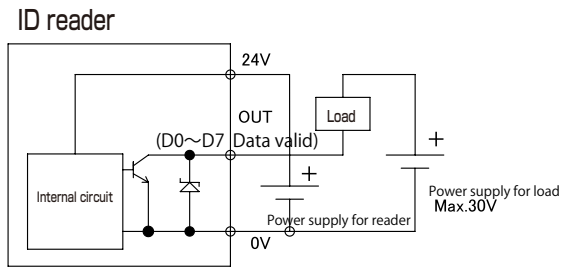 ID reader
24V
OUT
Load
(D0～D7 Data valid)
+
+
Internal circuit
Power supply for load
Max.30V
Power supply for reader
0V